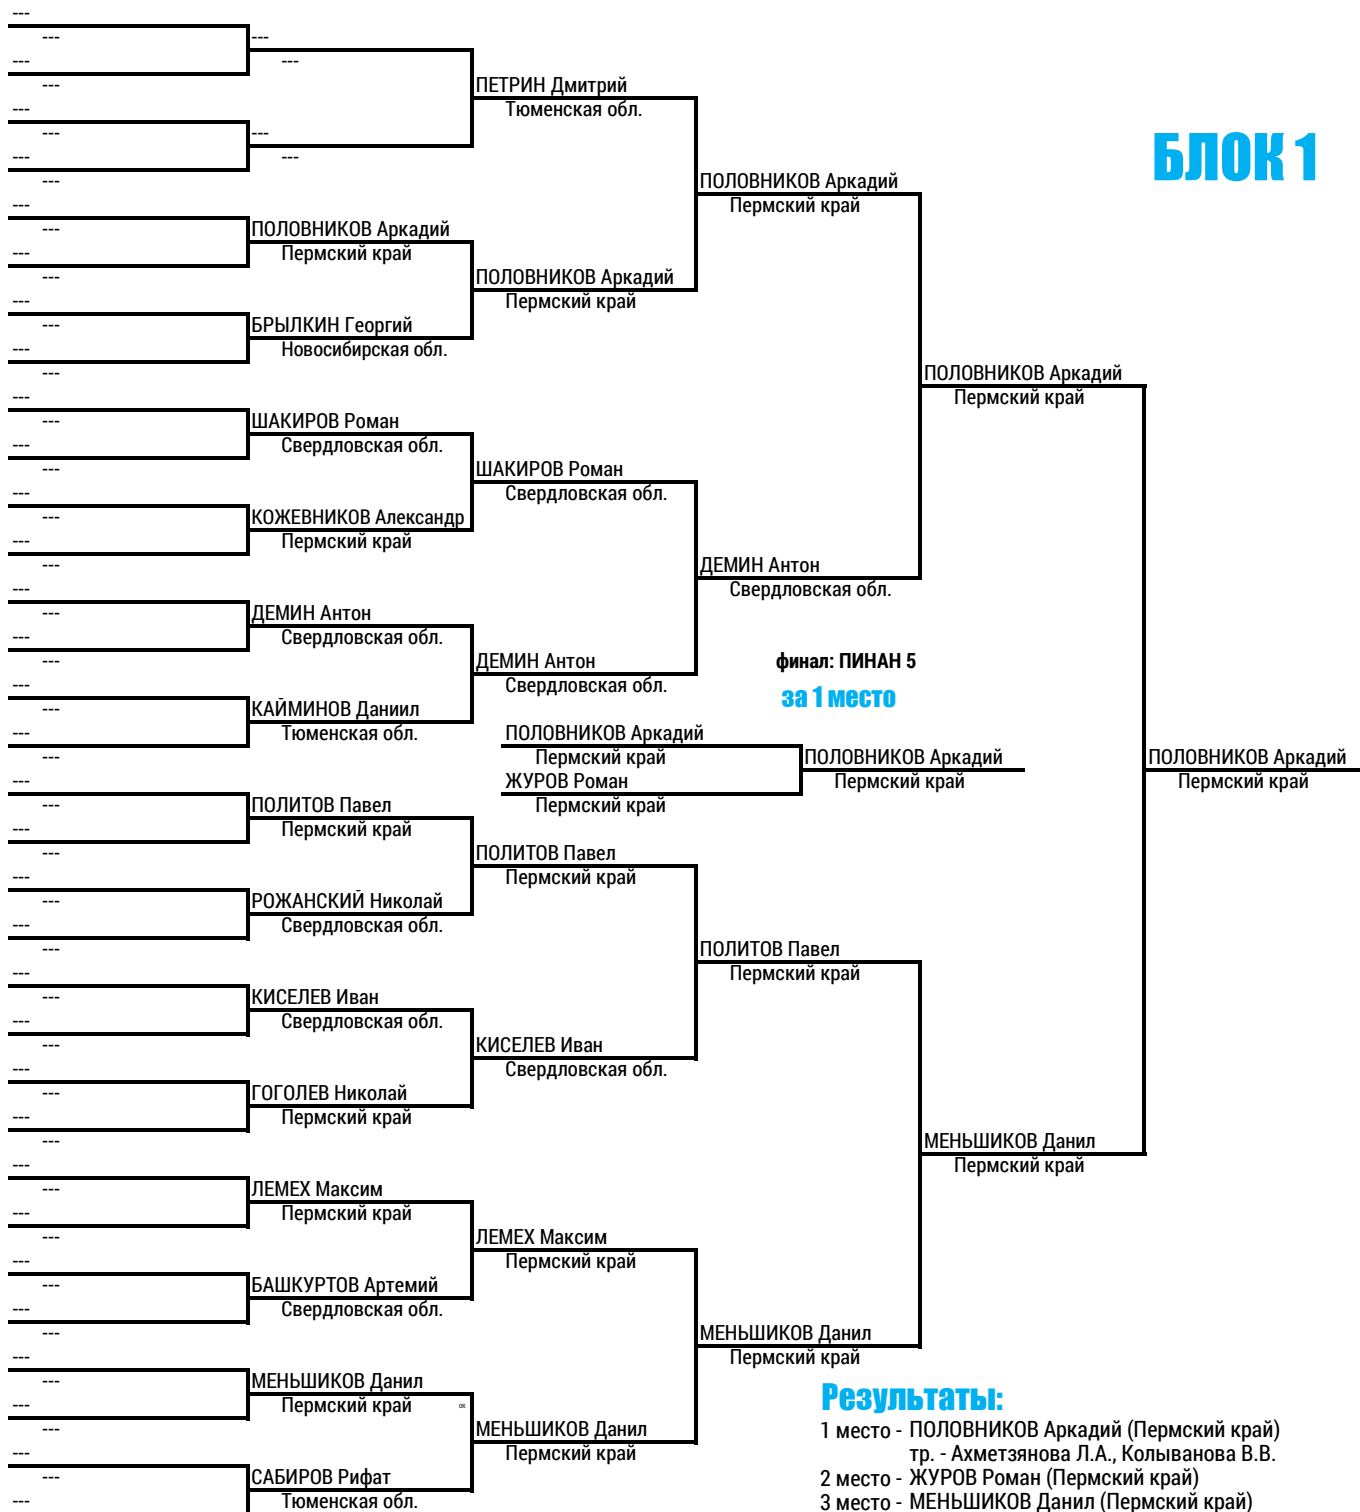 ---
---
---
---
---
---
---
ПЕТРИН Дмитрий
---
Тюменская обл.
---
---
---
---
БЛОК 1
---
ПОЛОВНИКОВ Аркадий
---
Пермский край
---
ПОЛОВНИКОВ Аркадий
---
Пермский край
---
ПОЛОВНИКОВ Аркадий
---
Пермский край
---
БРЫЛКИН Георгий
---
Новосибирская обл.
---
ПОЛОВНИКОВ Аркадий
---
Пермский край
---
ШАКИРОВ Роман
---
Свердловская обл.
---
ШАКИРОВ Роман
---
Свердловская обл.
---
КОЖЕВНИКОВ Александр
---
Пермский край
---
ДЕМИН Антон
---
Свердловская обл.
---
ДЕМИН Антон
---
Свердловская обл.
---
ДЕМИН Антон
финал: ПИНАН 5
---
Свердловская обл.
за 1 место
---
КАЙМИНОВ Даниил
---
Тюменская обл.
ПОЛОВНИКОВ Аркадий
---
Пермский край
ПОЛОВНИКОВ Аркадий
ПОЛОВНИКОВ Аркадий
---
ЖУРОВ Роман
Пермский край
Пермский край
---
ПОЛИТОВ Павел
Пермский край
---
Пермский край
---
ПОЛИТОВ Павел
---
Пермский край
---
РОЖАНСКИЙ Николай
---
Свердловская обл.
---
ПОЛИТОВ Павел
---
Пермский край
---
КИСЕЛЕВ Иван
---
Свердловская обл.
---
КИСЕЛЕВ Иван
---
Свердловская обл.
---
ГОГОЛЕВ Николай
---
Пермский край
---
МЕНЬШИКОВ Данил
---
Пермский край
---
ЛЕМЕХ Максим
---
Пермский край
---
ЛЕМЕХ Максим
---
Пермский край
---
БАШКУРТОВ Артемий
---
Свердловская обл.
---
МЕНЬШИКОВ Данил
---
Пермский край
---
МЕНЬШИКОВ Данил
Результаты:
---
Пермский край
---
МЕНЬШИКОВ Данил
1 место - ПОЛОВНИКОВ Аркадий (Пермский край)
---
Пермский край
тр. - Ахметзянова Л.А., Колыванова В.В.
---
САБИРОВ Рифат
2 место - ЖУРОВ Роман (Пермский край)
---
Тюменская обл.
3 место - МЕНЬШИКОВ Данил (Пермский край)